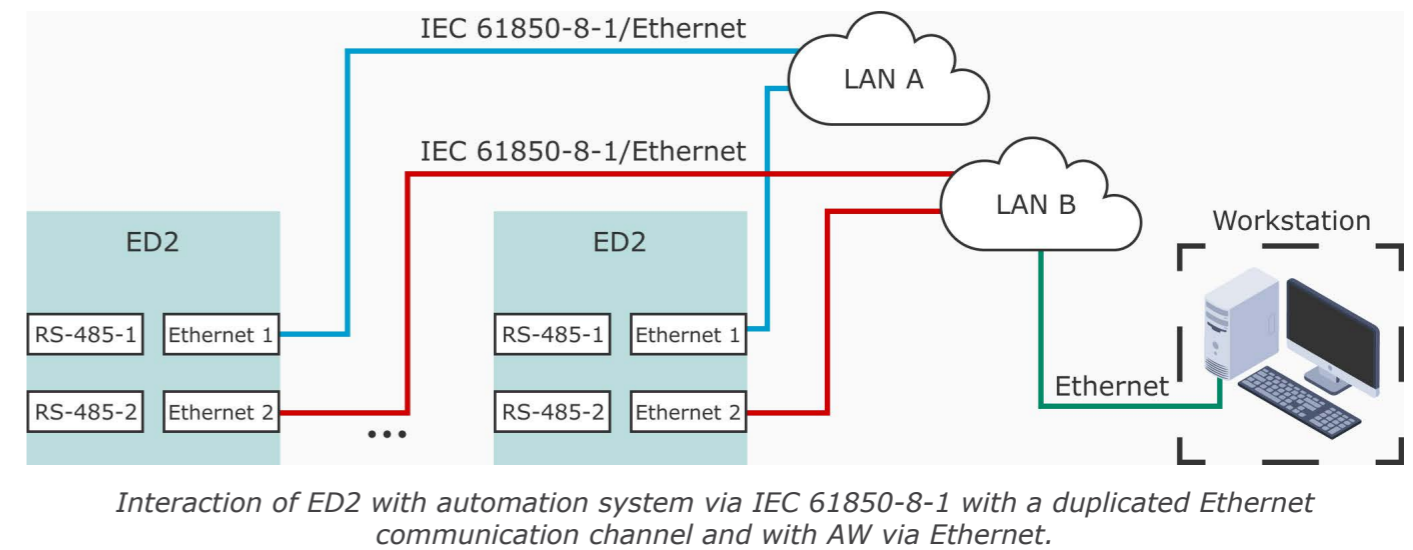 IEC 61850-8-1/Ethernet
LAN A
IEC 61850-8-1/Ethernet
LAN B
Workstation
ED2
ED2
RS-485-1
Ethernet 1
RS-485-1
Ethernet 1
RS-485-2
Ethernet 2
RS-485-2
Ethernet 2
Ethernet
...
Interaction of ED2 with automation system via IEC 61850-8-1 with a duplicated Ethernet
communication channel and with AW via Ethernet.